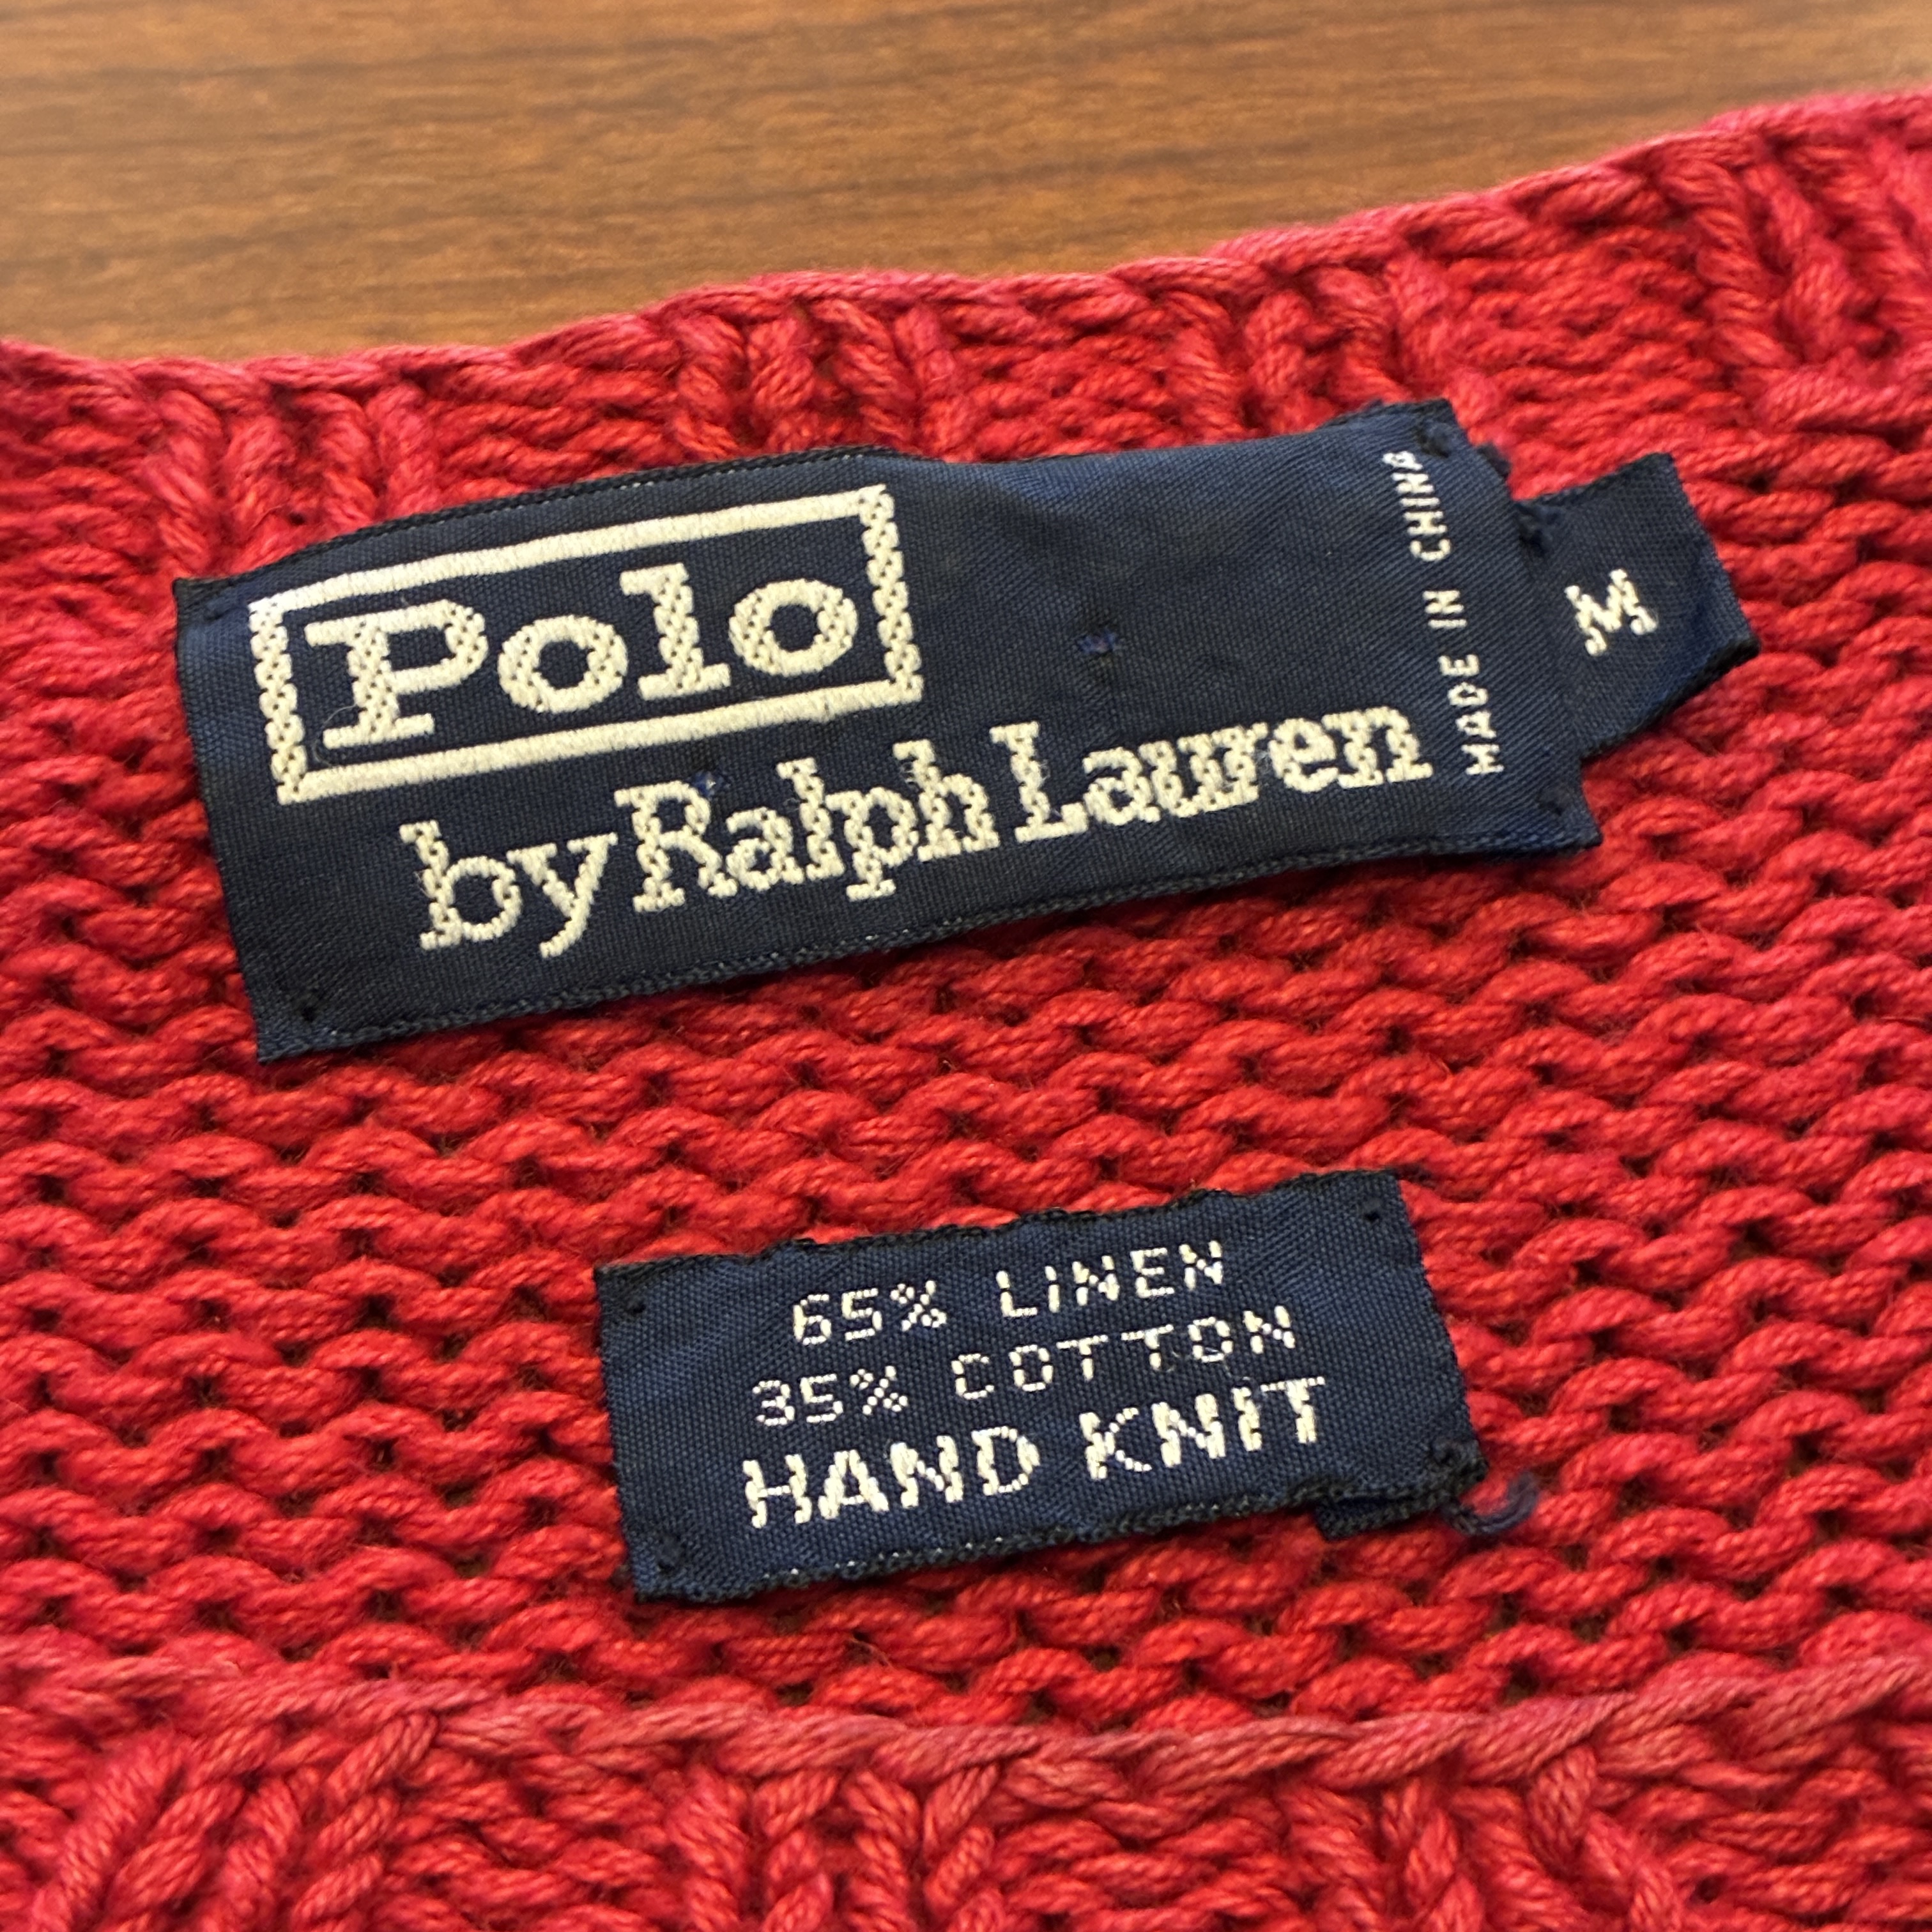 Polo
by Ralph Lauren
MADE IN CHINA
M
65% LINEN
35% COTTON
HAND KNIT